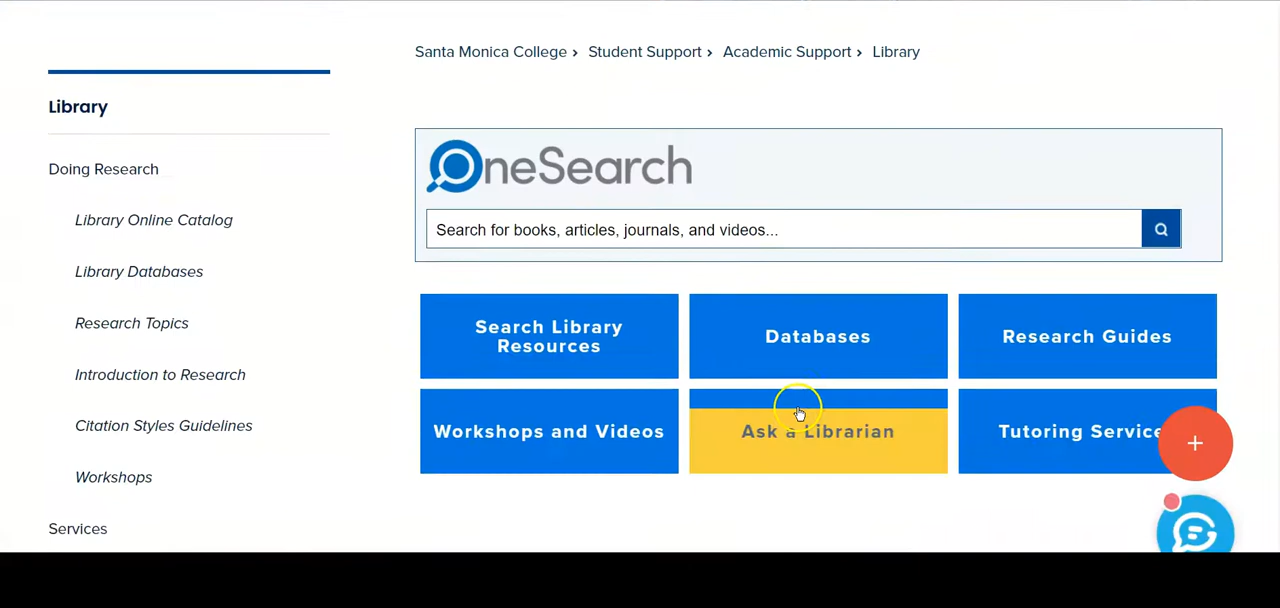 Santa Monica College › Student Support › Academic Support › Library
Library
Doing Research
Library Online Catalog
Library Databases
Research Topics
Introduction to Research
Citation Styles Guidelines
Workshops
Services
OneSearch
Search for books, articles, journals, and videos...
Search Library
Resources
Databases
Research Guides
Workshops and Videos
Ask a Librarian
Tutoring Service
+